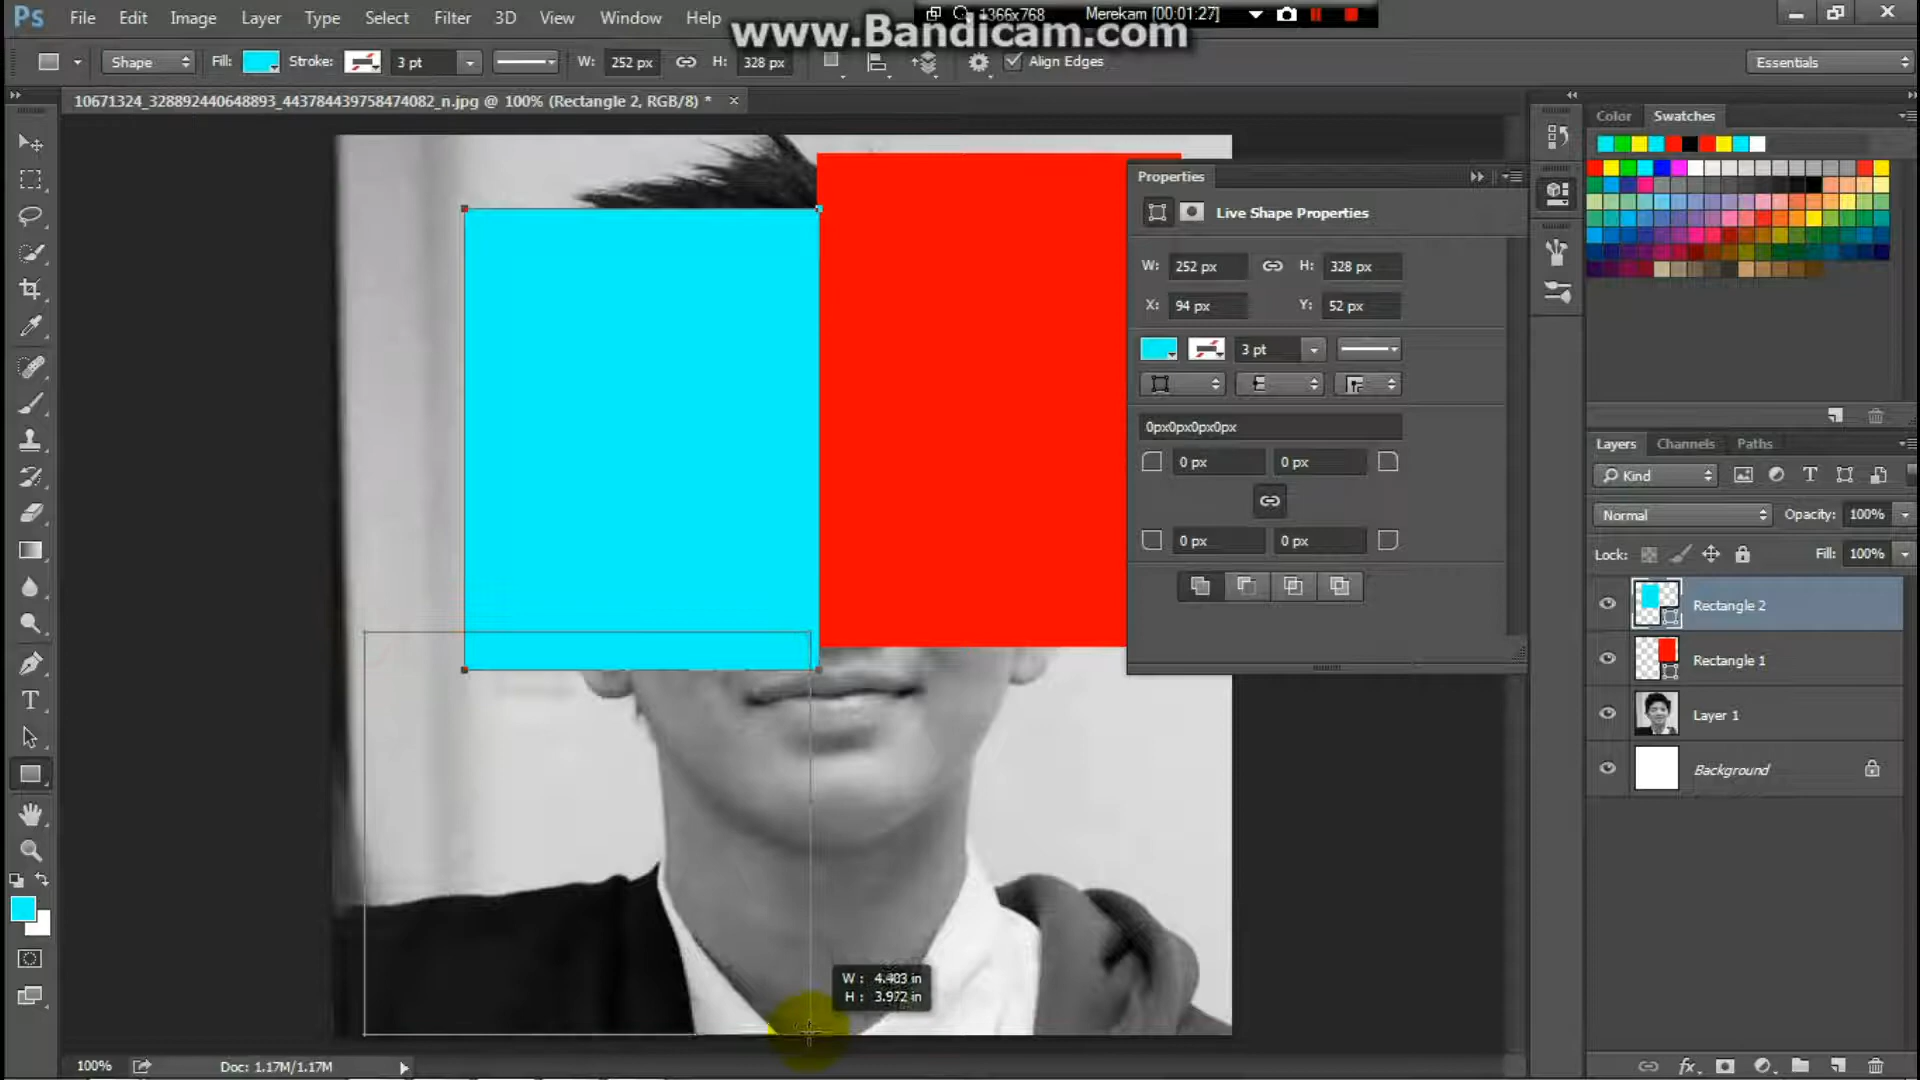 Ps File Edit Image Layer Type Select Filter 3D View Window Help
1366x768 Merekam [00:01:27]
www.Bandicam.com
Shape Fill: Stroke: 3 pt W: 252 px H: 328 px Align Edges Essentials
10671324_328892440648893_443784439758474082_n.jpg @ 100% (Rectangle 2, RGB/8) *
Color Swatches
Properties
Live Shape Properties
W: 252 px H: 328 px
X: 94 px Y: 52 px
3 pt
0px0px0px0px
0 px 0 px
0 px 0 px
Layers Channels Paths
Kind
Normal Opacity: 100%
Lock: Fill: 100%
Rectangle 2
Rectangle 1
Layer 1
Background
W : 4.403 in
H : 3.972 in
100% Doc: 1.17M/1.17M